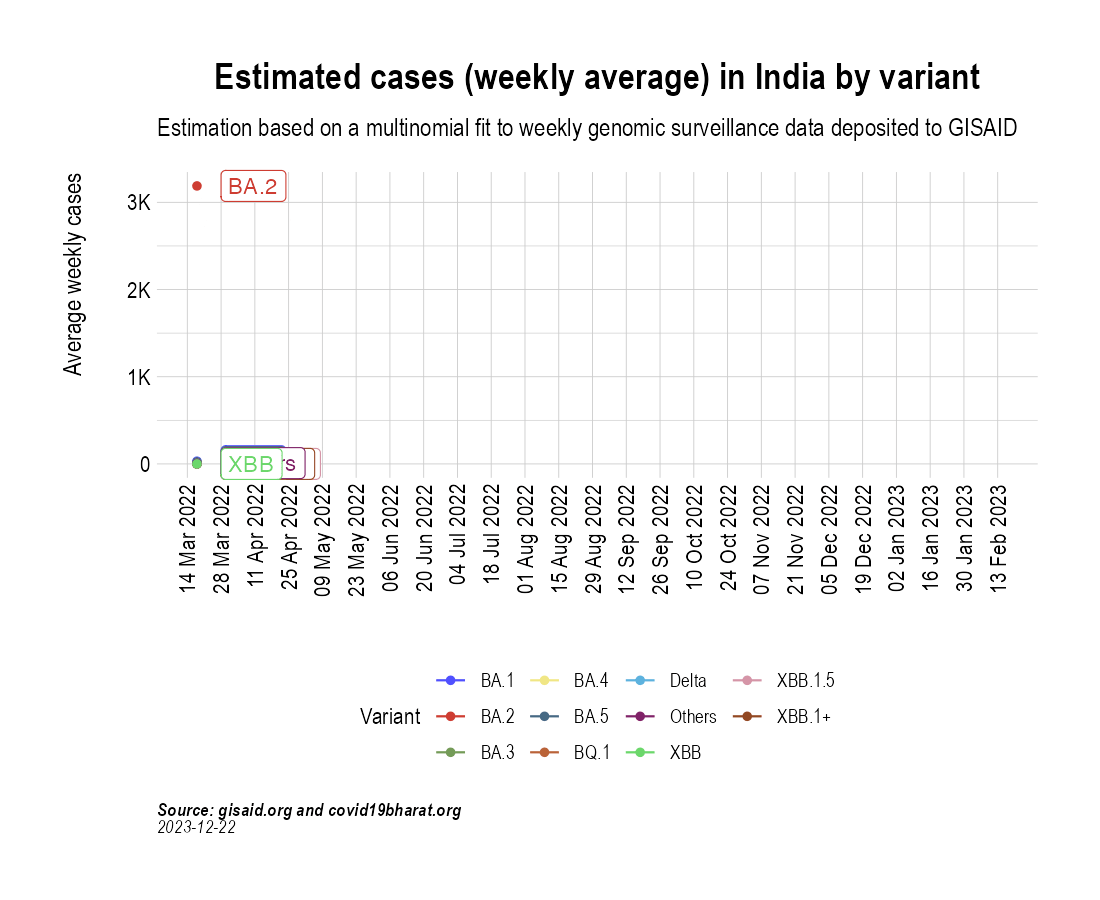 Estimated cases (weekly average) in India by variant
Estimation based on a multinomial fit to weekly genomic surveillance data deposited to GISAID
Average weekly cases
3K
2K
1K
0
BA.2
XBB
rs
14 Mar 2022
28 Mar 2022
11 Apr 2022
25 Apr 2022
09 May 2022
23 May 2022
06 Jun 2022
20 Jun 2022
04 Jul 2022
18 Jul 2022
01 Aug 2022
15 Aug 2022
29 Aug 2022
12 Sep 2022
26 Sep 2022
10 Oct 2022
24 Oct 2022
07 Nov 2022
21 Nov 2022
05 Dec 2022
19 Dec 2022
02 Jan 2023
16 Jan 2023
30 Jan 2023
13 Feb 2023
Variant
BA.1
BA.2
BA.3
BA.4
BA.5
BQ.1
Delta
Others
XBB
XBB.1.5
XBB.1+
Source: gisaid.org and covid19bharat.org
2023-12-22